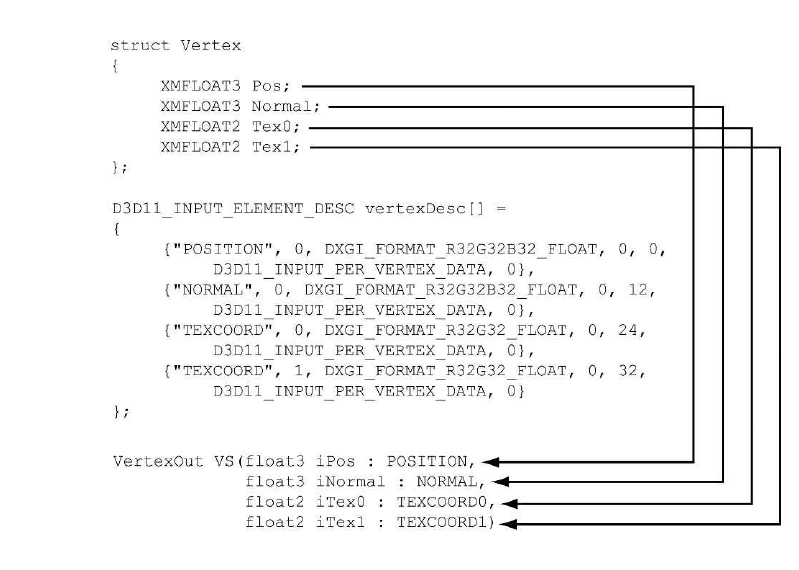 struct Vertex
{
XMFLOAT3 Pos;
XMFLOAT3 Normal;
XMFLOAT2 Tex0;
XMFLOAT2 Tex1;
};
D3D11_INPUT_ELEMENT_DESC vertexDesc[] =
{
{"POSITION", 0, DXGI_FORMAT_R32G32B32_FLOAT, 0, 0,
D3D11_INPUT_PER_VERTEX_DATA, 0},
{"NORMAL", 0, DXGI_FORMAT_R32G32B32_FLOAT, 0, 12,
D3D11_INPUT_PER_VERTEX_DATA, 0},
{"TEXCOORD", 0, DXGI_FORMAT_R32G32_FLOAT, 0, 24,
D3D11_INPUT_PER_VERTEX_DATA, 0},
{"TEXCOORD", 1, DXGI_FORMAT_R32G32_FLOAT, 0, 32,
D3D11_INPUT_PER_VERTEX_DATA, 0}
};
VertexOut VS(float3 iPos : POSITION,
float3 iNormal : NORMAL,
float2 iTex0 : TEXCOORD0,
float2 iTex1 : TEXCOORD1)